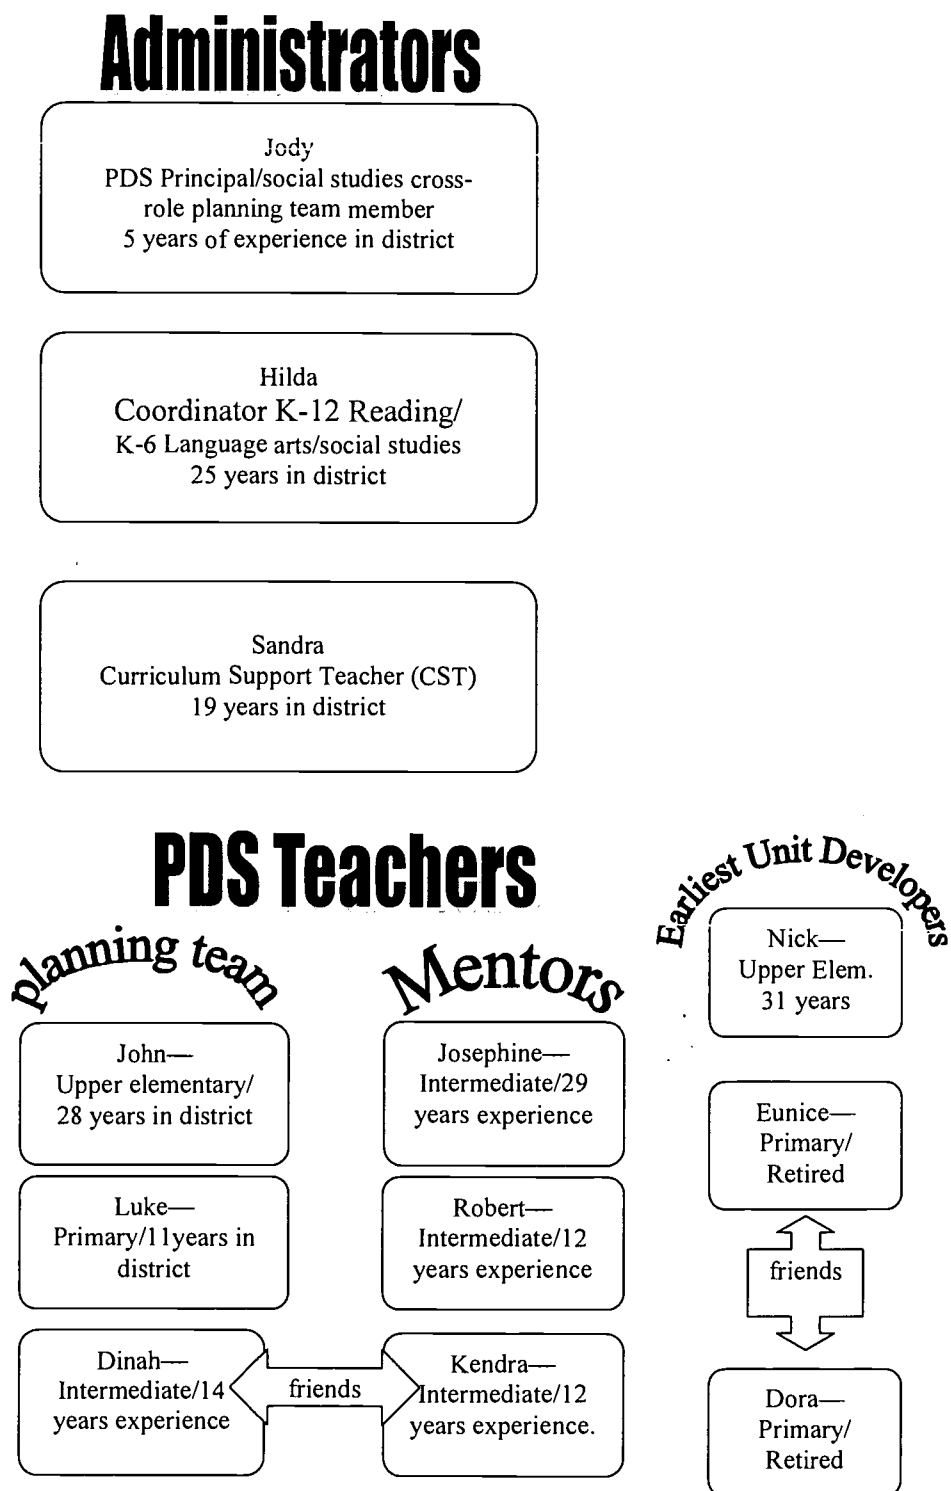 Administrators
Jody
PDS Principal/social studies cross-
role planning team member
5 years of experience in district
Hilda
Coordinator K-12 Reading/
K-6 Language arts/social studies
25 years in district
Sandra
Curriculum Support Teacher (CST)
19 years in district
PDS Teachers
planning team
John—
Upper elementary/
28 years in district
Luke—
Primary/11years in
district
Dinah—
Intermediate/14
years experience
friends
Mentors
Josephine—
Intermediate/29
years experience
Robert—
Intermediate/12
years experience
Kendra—
Intermediate/12
years experience.
Earliest Unit Developers
Nick—
Upper Elem.
31 years
Eunice—
Primary/
Retired
friends
Dora—
Primary/
Retired